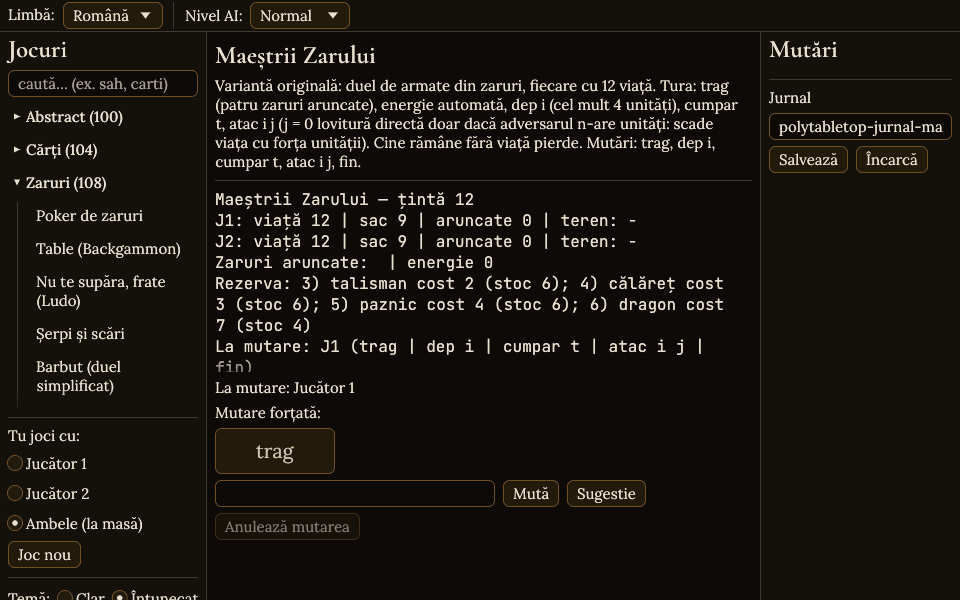 Limbă: Română ▼ Nivel AI: Normal ▼
Jocuri
caută... (ex. sah, carti)
▸ Abstract (100)
▸ Cărți (104)
▾ Zaruri (108)
Poker de zaruri
Table (Backgammon)
Nu te supăra, frate
(Ludo)
Șerpi și scări
Barbut (duel
simplificat)
Tu joci cu:
Jucător 1
Jucător 2
Ambele (la masă)
Joc nou
Temă: Clar Întunecat
Maeștrii Zarului
Variantă originală: duel de armate din zaruri, fiecare cu 12 viață. Tura: trag
(patru zaruri aruncate), energie automată, dep i (cel mult 4 unități), cumpar
t, atac i j (j = 0 lovitură directă doar dacă adversarul n-are unități: scade
viața cu forța unității). Cine rămâne fără viață pierde. Mutări: trag, dep i,
cumpar t, atac i j, fin.
Maeștrii Zarului — țintă 12
J1: viață 12 | sac 9 | aruncate 0 | teren: -
J2: viață 12 | sac 9 | aruncate 0 | teren: -
Zaruri aruncate:  | energie 0
Rezerva: 3) talisman cost 2 (stoc 6); 4) călăreț cost
3 (stoc 6); 5) paznic cost 4 (stoc 6); 6) dragon cost
7 (stoc 4)
La mutare: J1 (trag | dep i | cumpar t | atac i j |
fin)
La mutare: Jucător 1
Mutare forțată:
trag
Mută Sugestie
Anulează mutarea
Mutări
Jurnal
polytabletop-jurnal-ma
Salvează Încarcă